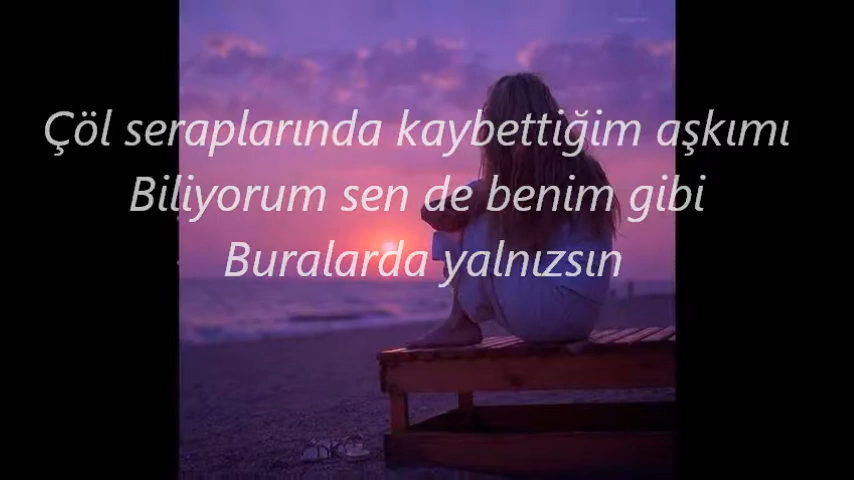 Çöl seraplarında kaybettiğim aşkımı
Biliyorum sen de benim gibi
Buralarda yalnızsın